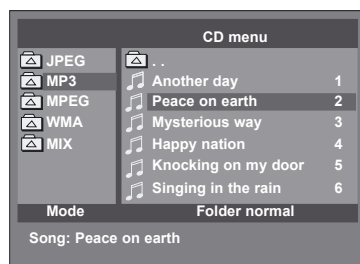 CD menu
JPEG
MP3
MPEG
WMA
MIX
. .
Another day 1
Peace on earth 2
Mysterious way 3
Happy nation 4
Knocking on my door 5
Singing in the rain 6
Mode
Folder normal
Song: Peace on earth